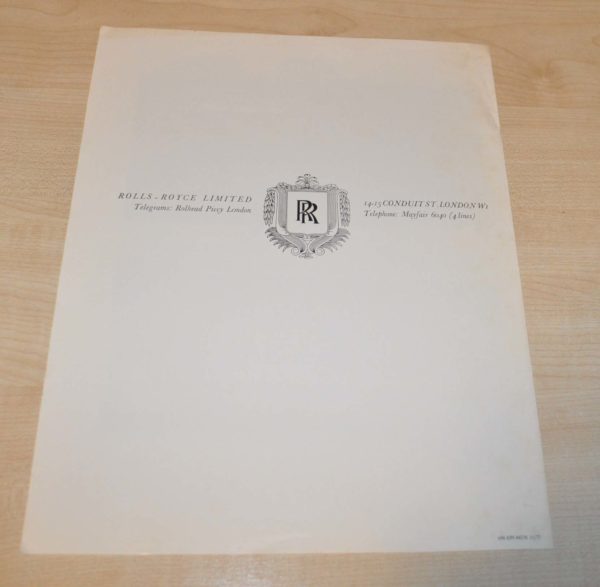 ROLLS-ROYCE LIMITED
Telegrams: Rolhead Piccy London
RR
14-15 CONDUIT ST. LONDON W1
Telephone: Mayfair 6040 (4 lines)